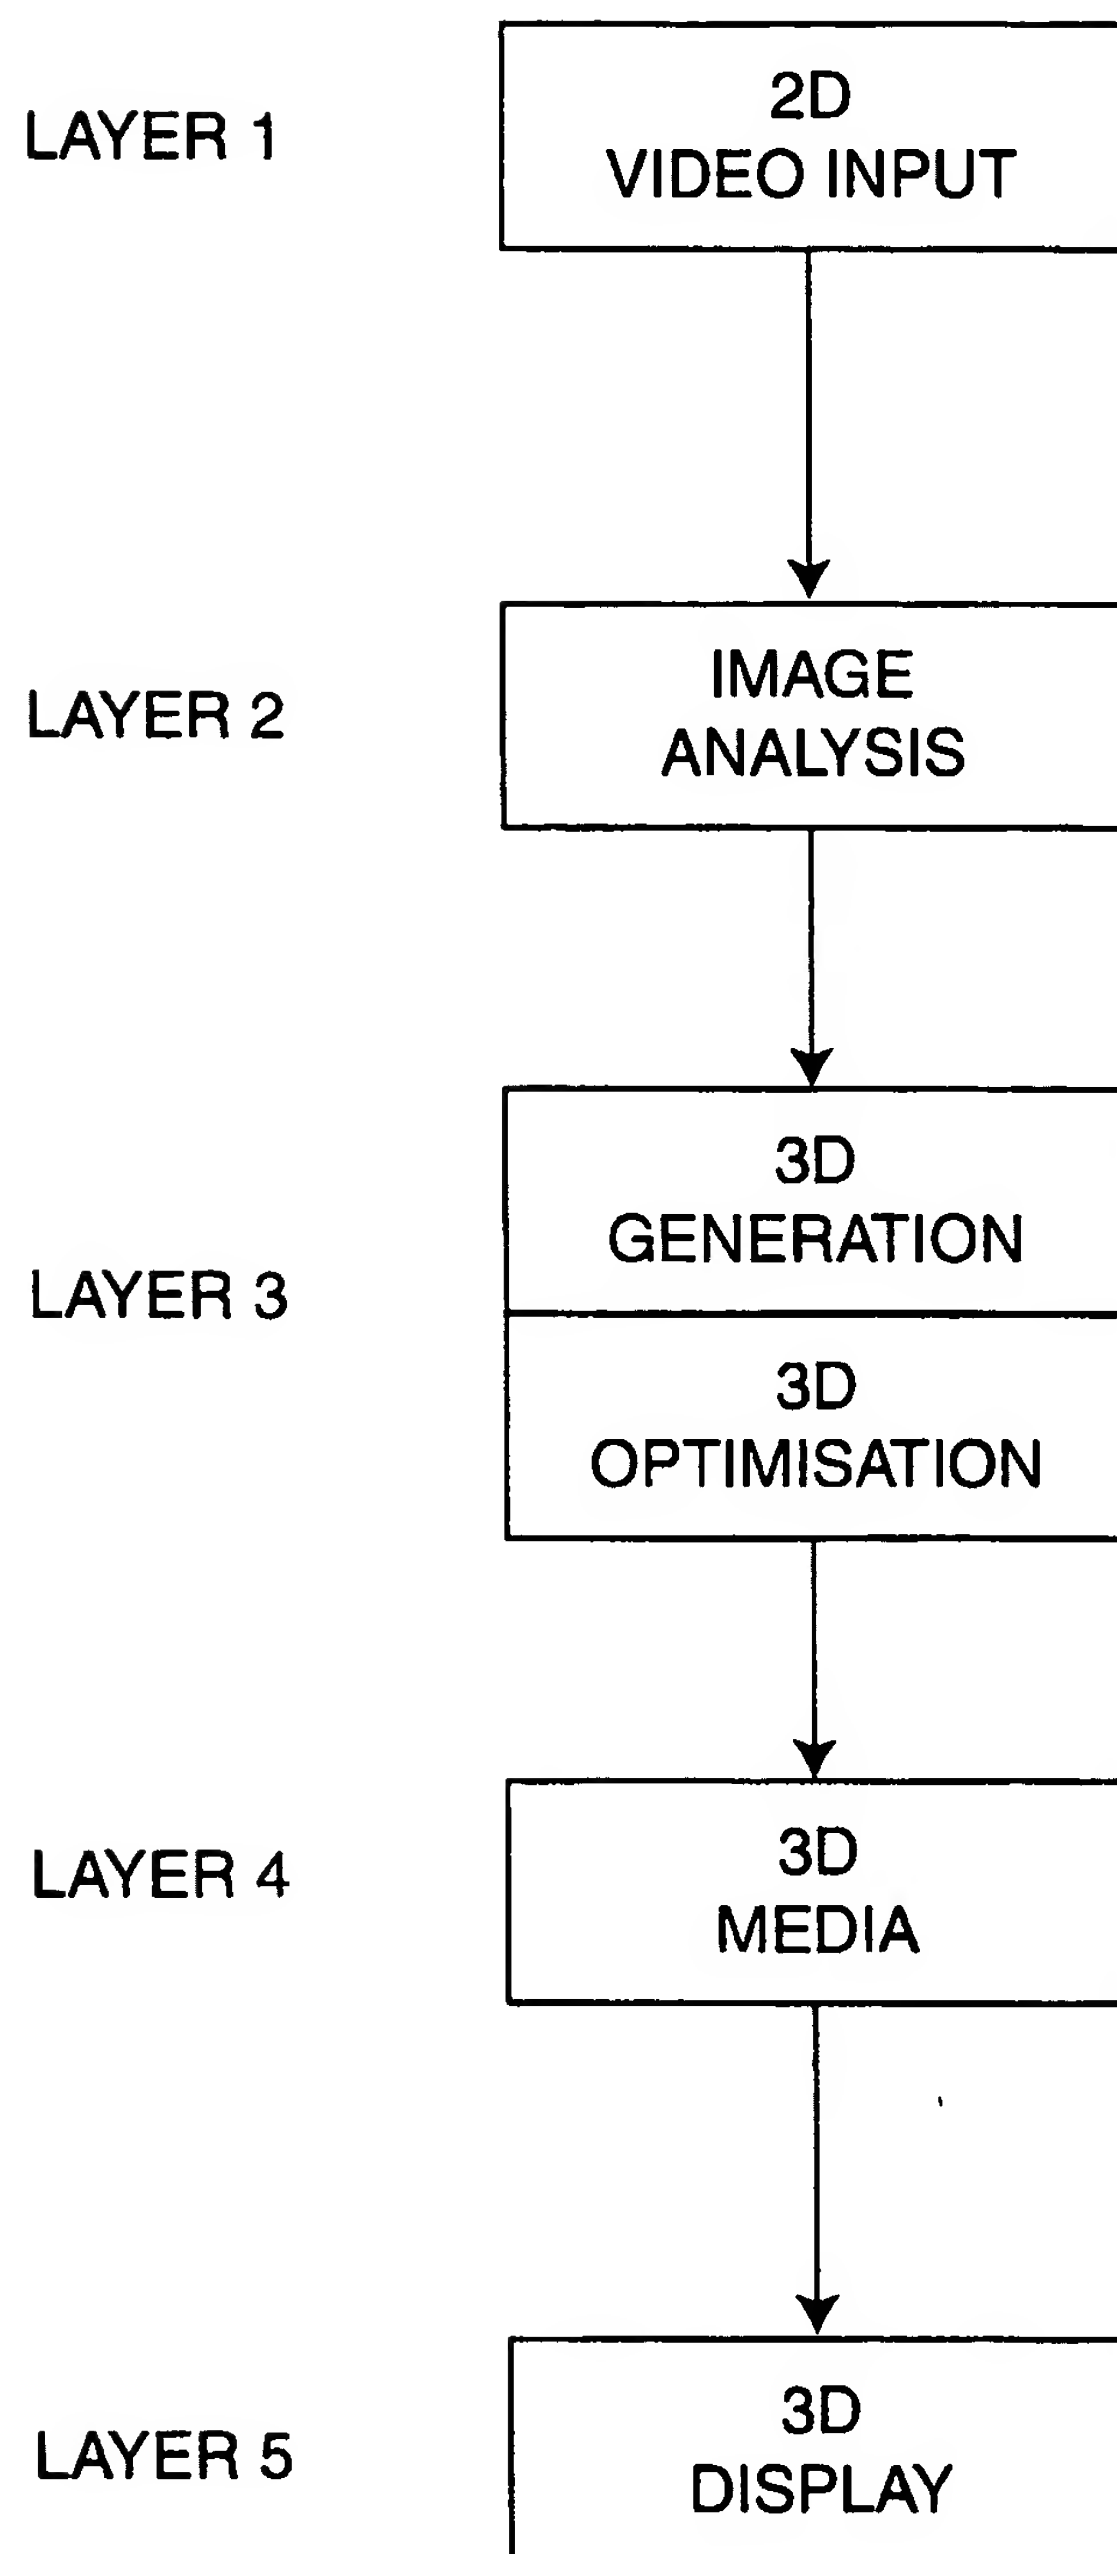 LAYER 1
2D
VIDEO INPUT
LAYER 2
IMAGE
ANALYSIS
LAYER 3
3D
GENERATION
3D
OPTIMISATION
LAYER 4
3D
MEDIA
LAYER 5
3D
DISPLAY